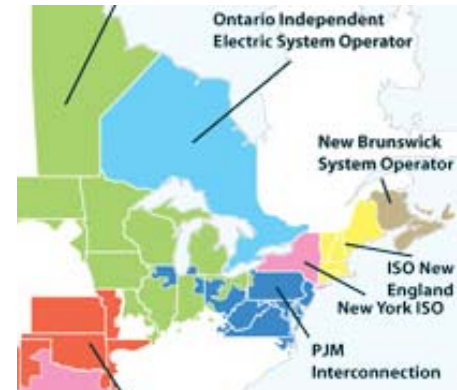 Ontario Independent
Electric System Operator
New Brunswick
System Operator
ISO New
England
New York ISO
PJM
Interconnection